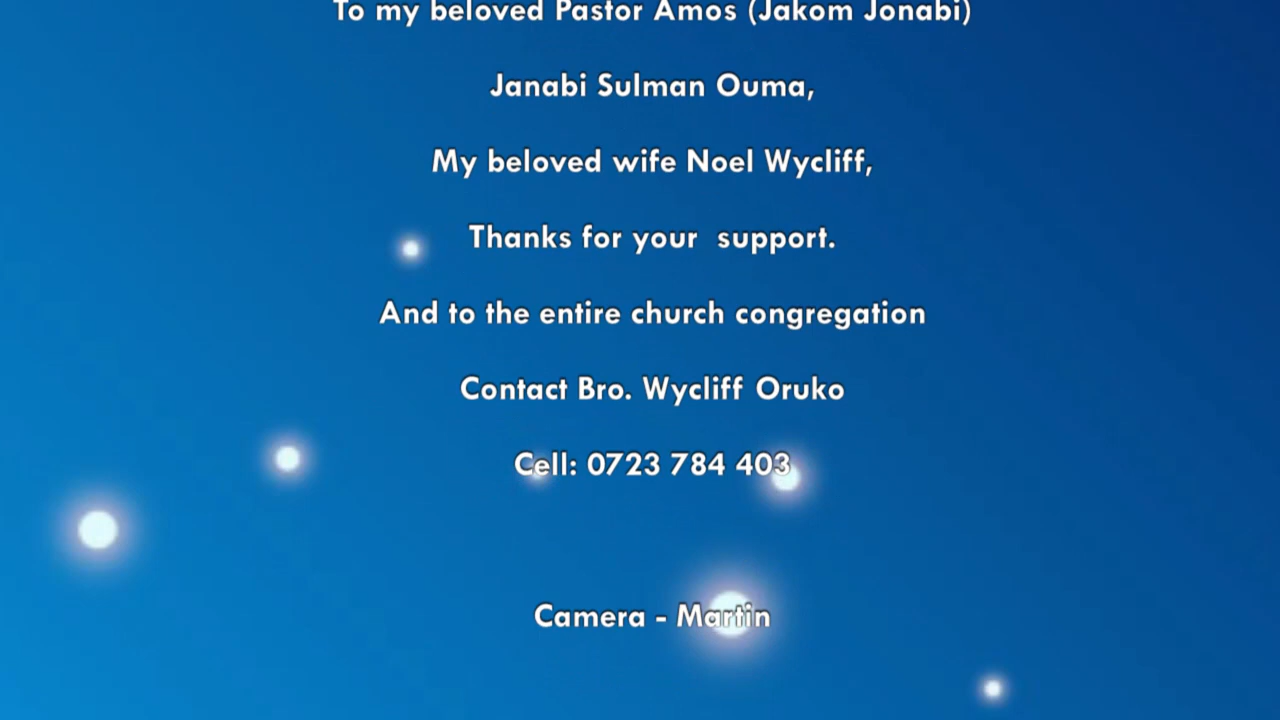 To my beloved Pastor Amos (Jakom Jonabi)
Janabi Sulman Ouma,
My beloved wife Noel Wycliff,
Thanks for your  support.
And to the entire church congregation
Contact Bro. Wycliff Oruko
Cell: 0723 784 403
Camera - Martin